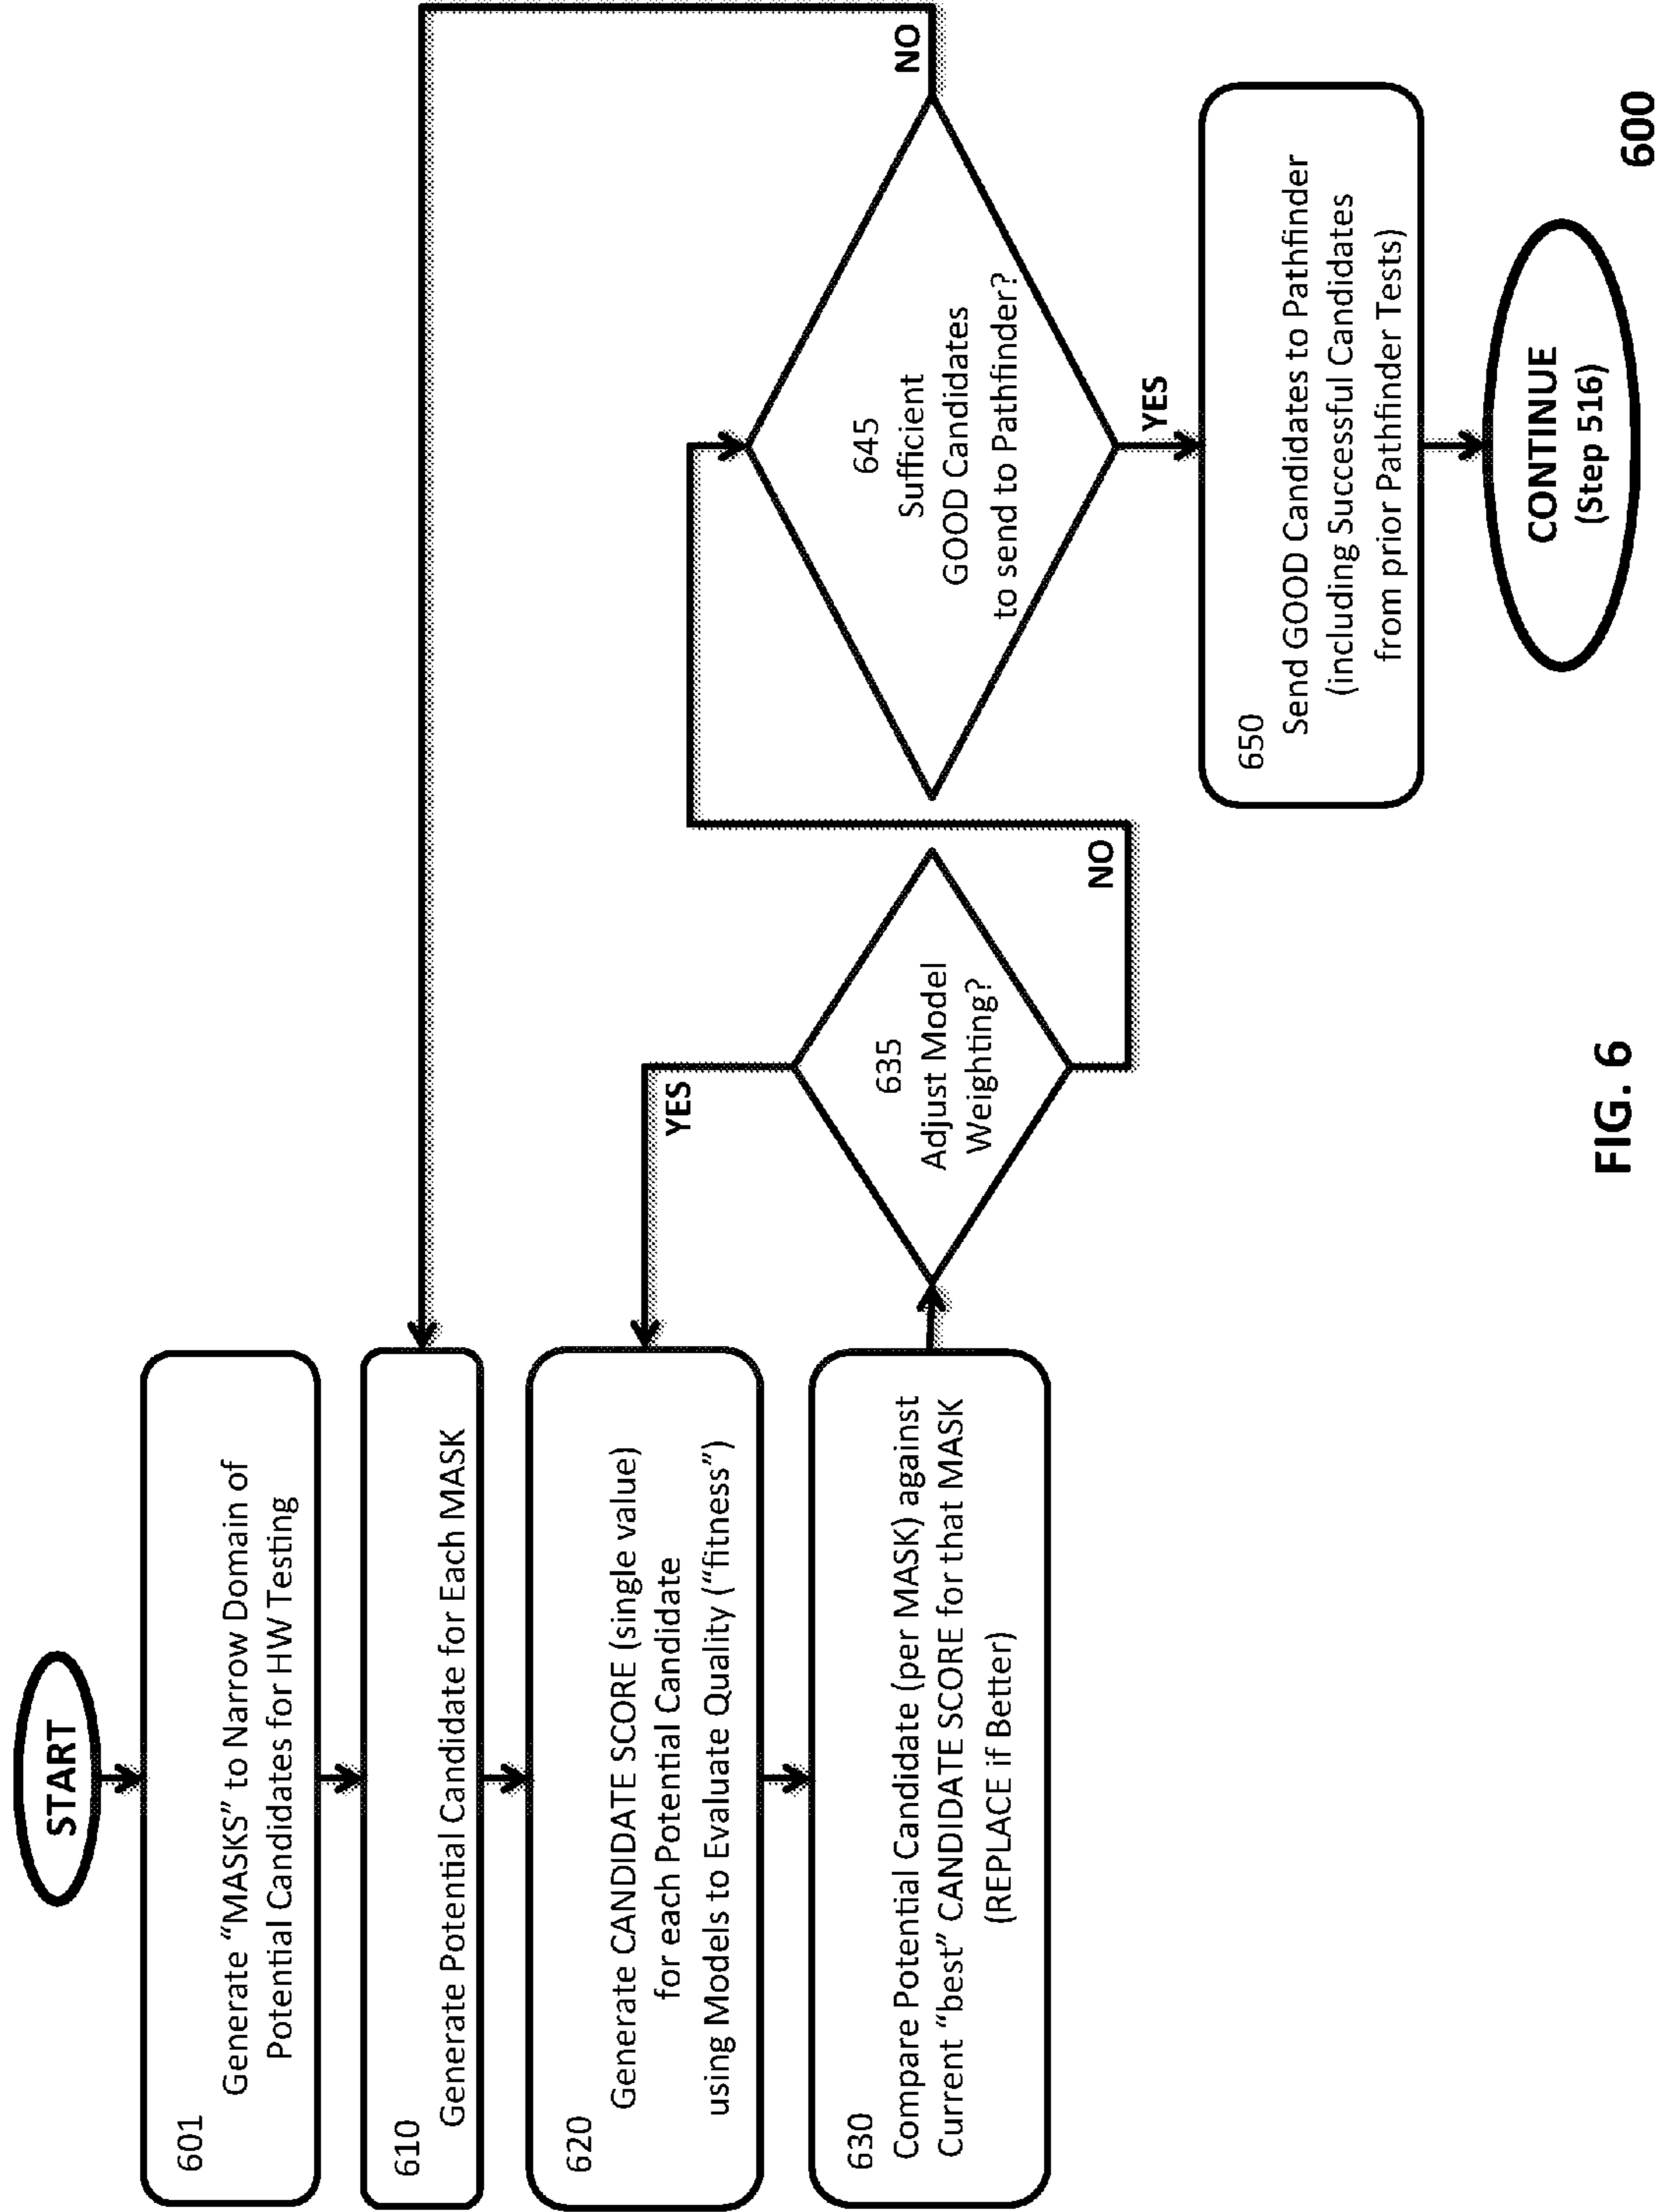 START
601
Generate “MASKS” to Narrow Domain of
Potential Candidates for HW Testing
610
Generate Potential Candidate for Each MASK
620
Generate CANDIDATE SCORE (single value)
for each Potential Candidate
using Models to Evaluate Quality (“fitness”)
630
Compare Potential Candidate (per MASK) against
Current “best” CANDIDATE SCORE for that MASK
(REPLACE if Better)
YES
635
Adjust Model
Weighting?
NO
645
Sufficient
GOOD Candidates
to send to Pathfinder?
NO
YES
650
Send GOOD Candidates to Pathfinder
(including Successful Candidates
from prior Pathfinder Tests)
CONTINUE
(Step 516)
FIG. 6
600